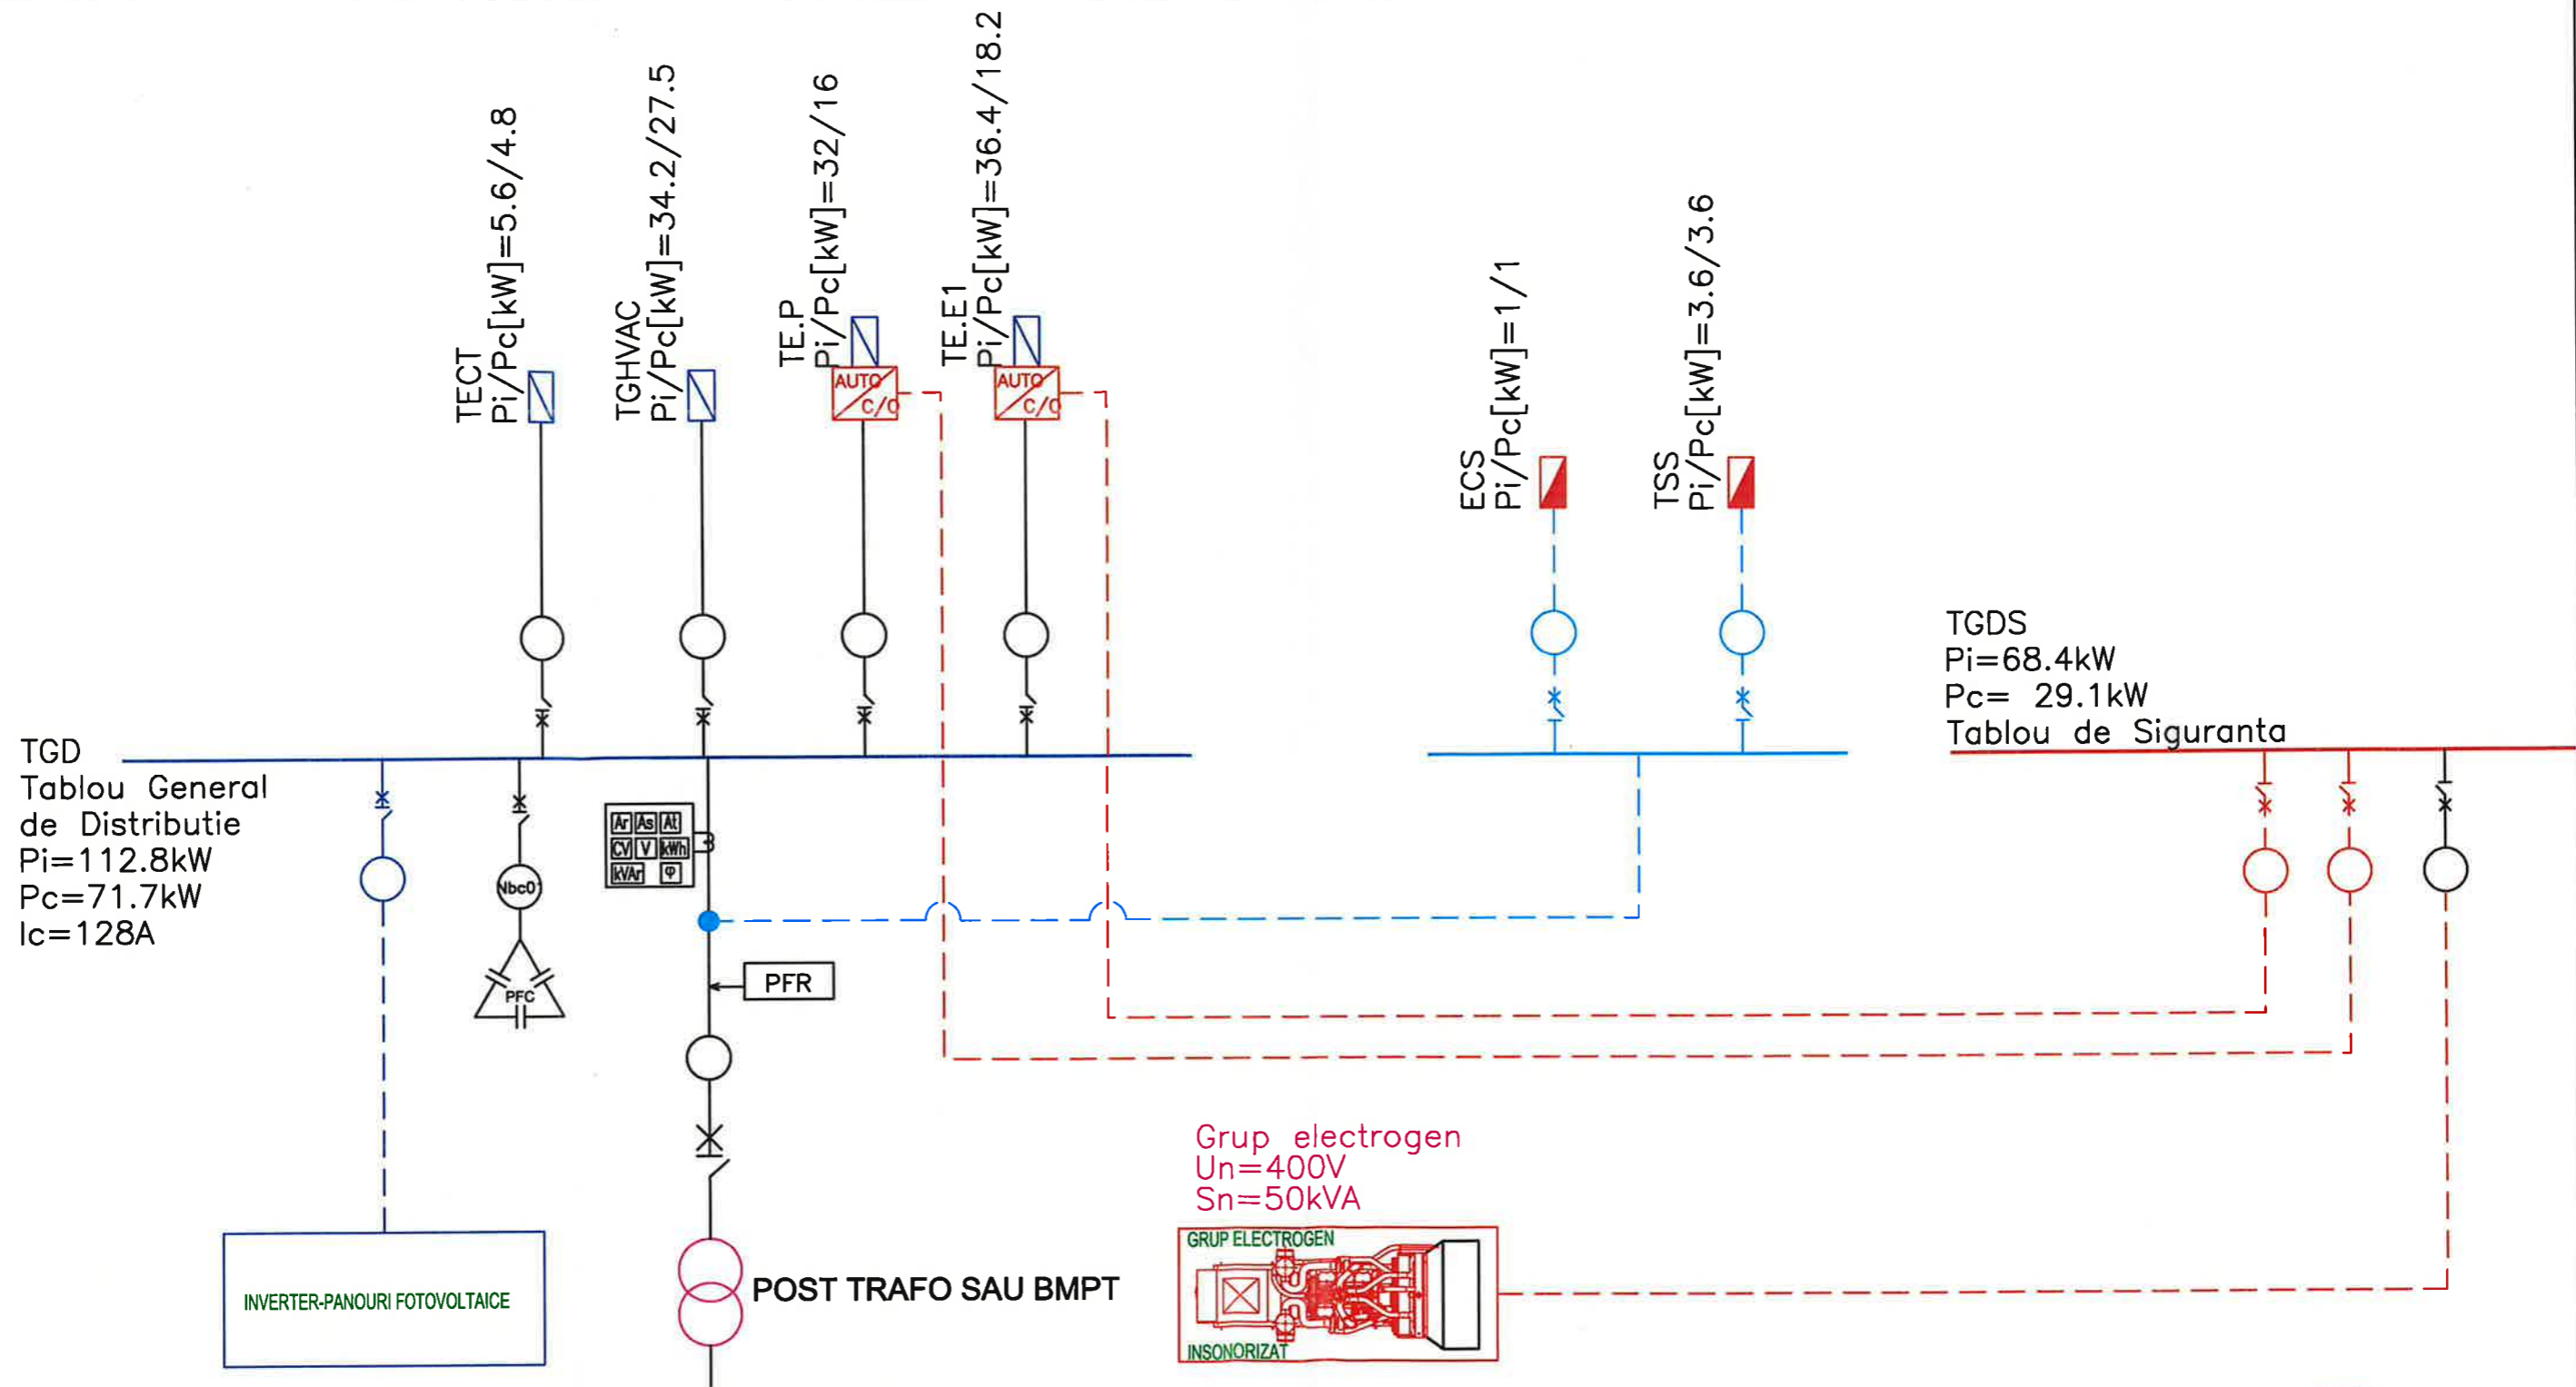 TECT
Pi/Pc[kW]=5.6/4.8
TGHVAC
Pi/Pc[kW]=34.2/27.5
TE.P
Pi/Pc[kW]=32/16
TE.E1
Pi/Pc[kW]=36.4/18.2
AUTO
C/O
AUTO
C/O
ECS
Pi/Pc[kW]=1/1
TSS
Pi/Pc[kW]=3.6/3.6
TGDS
Pi=68.4kW
Pc= 29.1kW
Tablou de Siguranta
TGD
Tablou General
de Distributie
Pi=112.8kW
Pc=71.7kW
Ic=128A
Ar As At
CV V kWh
kVAr φ
PFC
PFR
Grup electrogen
Un=400V
Sn=50kVA
GRUP ELECTROGEN
INSONORIZAT
INVERTER-PANOURI FOTOVOLTAICE
POST TRAFO SAU BMPT